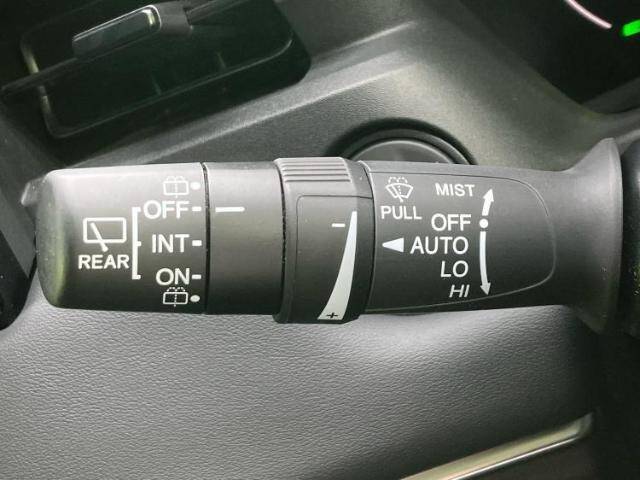 REAR
OFF
INT
ON
−
+
PULL
MIST
OFF
AUTO
LO
HI